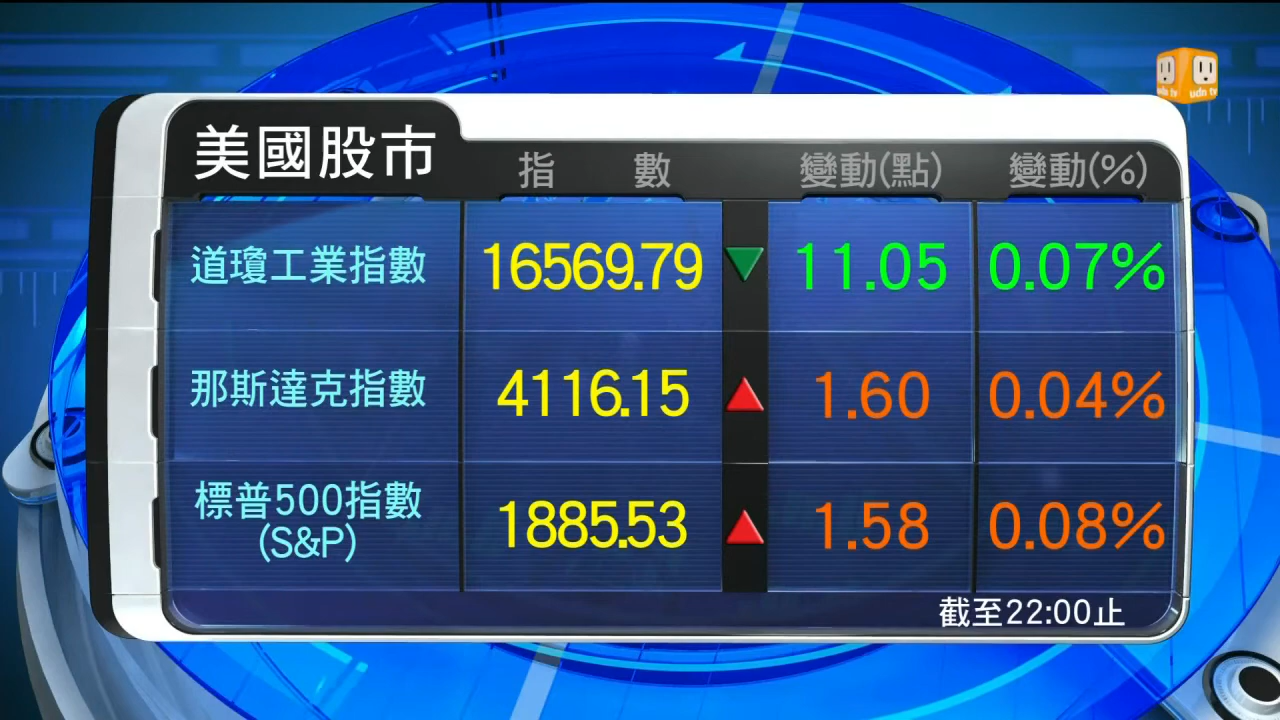 udn tv
udn tv
美國股市
指 數
變動(點)
變動(%)
道瓊工業指數
16569.79
11.05
0.07%
那斯達克指數
4116.15
1.60
0.04%
標普500指數
(S&P)
1885.53
1.58
0.08%
截至22:00止